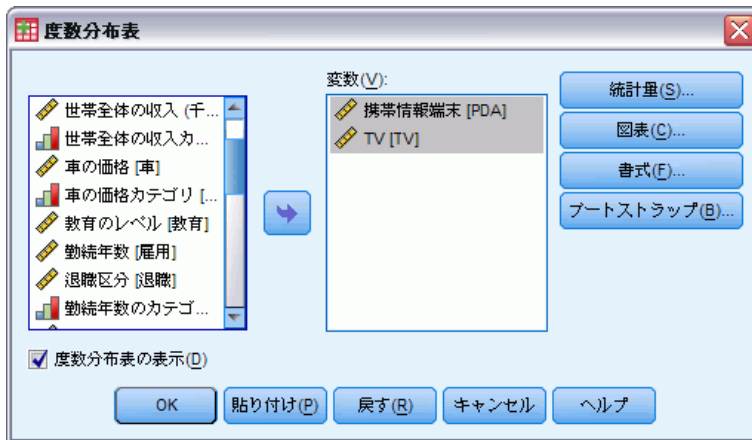 度数分布表
世帯全体の収入 (千...
世帯全体の収入カ...
車の価格 [車]
車の価格カテゴリ [...
教育のレベル [教育]
勤続年数 [雇用]
退職区分 [退職]
勤続年数のカテゴ...
変数(V):
携帯情報端末 [PDA]
TV [TV]
統計量(S)...
図表(C)...
書式(F)...
ブートストラップ(B)...
度数分布表の表示(D)
OK
貼り付け(P)
戻す(R)
キャンセル
ヘルプ